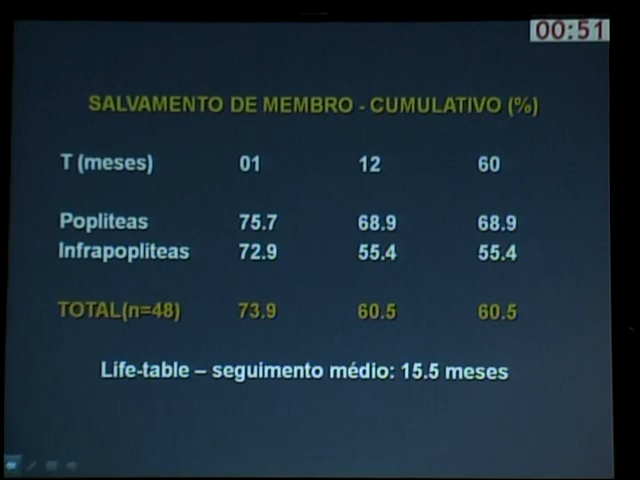 00:51
SALVAMENTO DE MEMBRO - CUMULATIVO (%)
T (meses) 01 12 60
Popliteas 75.7 68.9 68.9
Infrapopliteas 72.9 55.4 55.4
TOTAL(n=48) 73.9 60.5 60.5
Life-table – seguimento médio: 15.5 meses